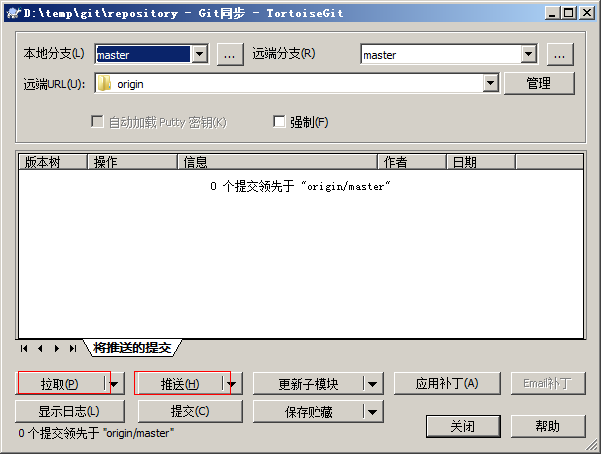 D:\temp\git\repository - Git同步 - TortoiseGit
本地分支(L) master ... 远端分支(R) master ...
远端URL(U): origin 管理
自动加载 Putty 密钥(K) 强制(F)
版本树 操作 信息 作者 日期
0 个提交领先于 "origin/master"
将推送的提交
拉取(P) 推送(H) 更新子模块 应用补丁(A) Email补丁
显示日志(L) 提交(C) 保存贮藏 关闭 帮助
0 个提交领先于 "origin/master"